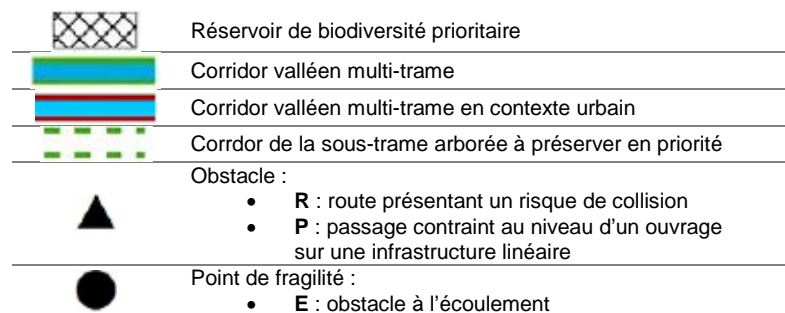 Réservoir de biodiversité prioritaire
Corridor valléen multi-trame
Corridor valléen multi-trame en contexte urbain
Corrdor de la sous-trame arborée à préserver en priorité
Obstacle :
• R : route présentant un risque de collision
• P : passage contraint au niveau d'un ouvrage
sur une infrastructure linéaire
Point de fragilité :
• E : obstacle à l'écoulement